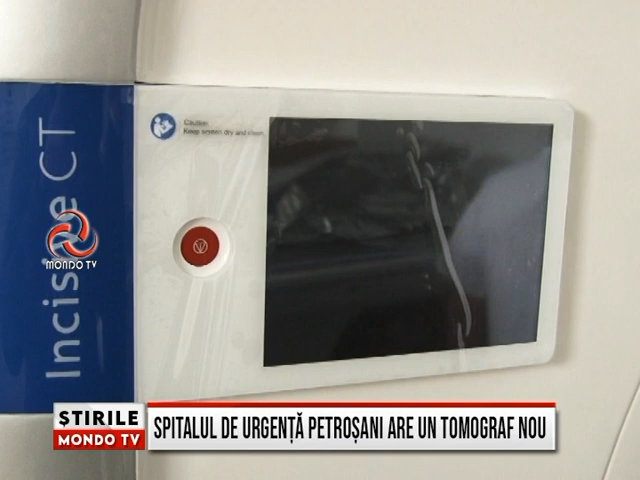 Caution
Keep screen dry and clean
Incisive CT
MONDO TV
ȘTIRILE
MONDO TV
SPITALUL DE URGENȚĂ PETROȘANI ARE UN TOMOGRAF NOU